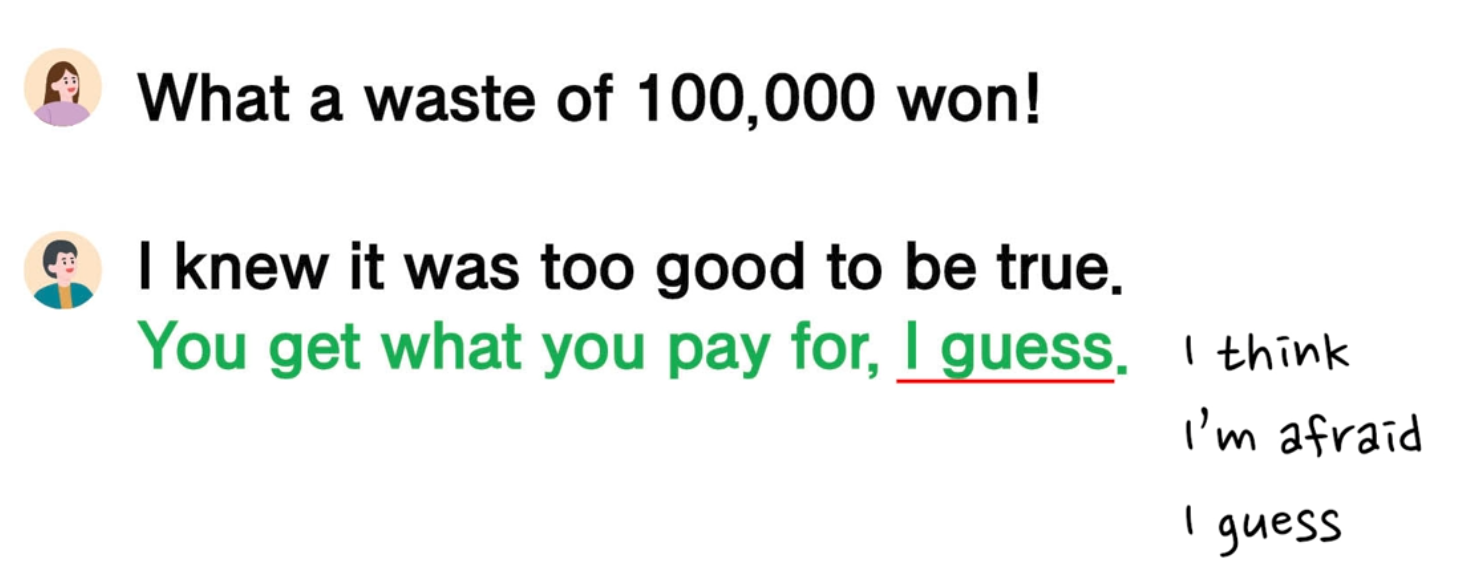 What a waste of 100,000 won!
I knew it was too good to be true.
You get what you pay for, I guess.
I think
I'm afraid
I guess